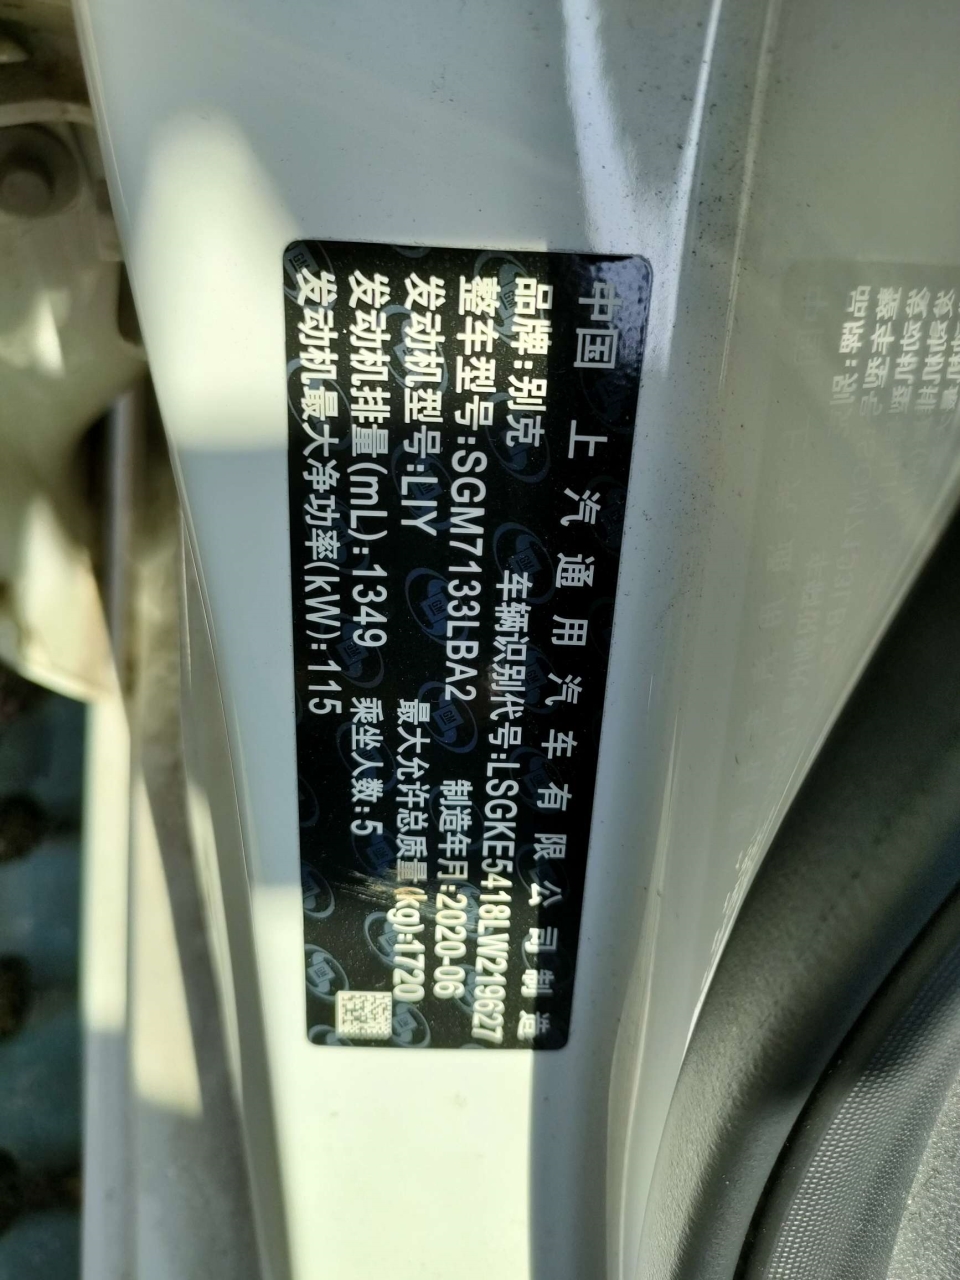 中国 上汽通用汽车有限公司制造
品牌:别克 车辆识别代号:LSGKE5418LW219627
整车型号:SGM7133LBA2 制造年月:2020-06
发动机型号:LIY 最大允许总质量(kg):1720
发动机排量(mL):1349 乘坐人数:5
发动机最大净功率(kW):115